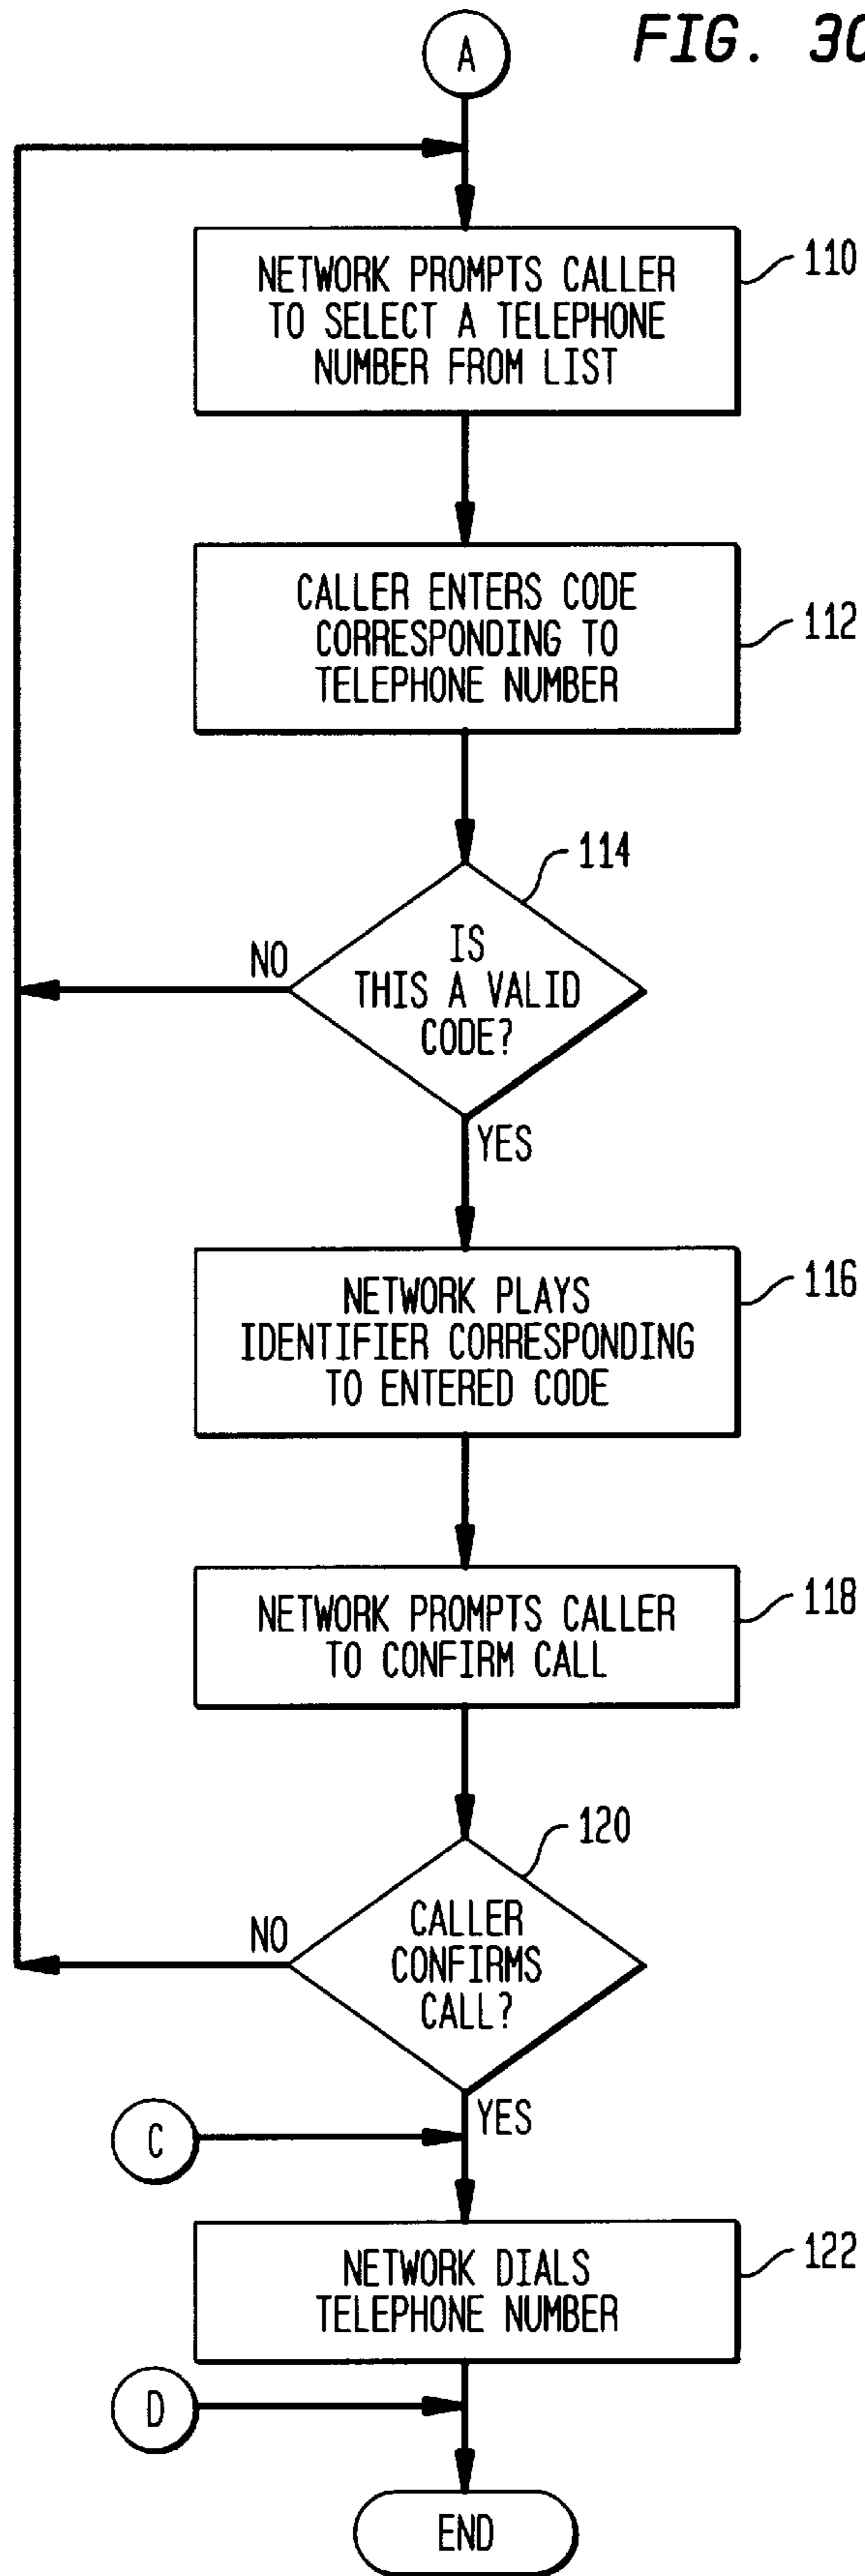 FIG. 3C
A
NETWORK PROMPTS CALLER
TO SELECT A TELEPHONE
NUMBER FROM LIST
110
CALLER ENTERS CODE
CORRESPONDING TO
TELEPHONE NUMBER
112
114
IS
THIS A VALID
CODE?
NO
YES
NETWORK PLAYS
IDENTIFIER CORRESPONDING
TO ENTERED CODE
116
NETWORK PROMPTS CALLER
TO CONFIRM CALL
118
120
CALLER
CONFIRMS
CALL?
NO
YES
C
NETWORK DIALS
TELEPHONE NUMBER
122
D
END